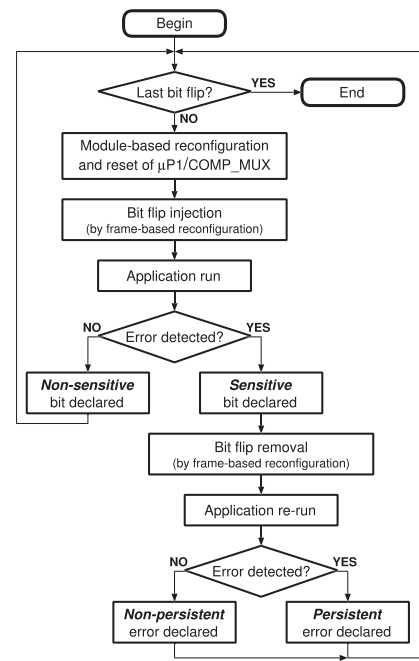 Begin
Last bit flip?
YES
End
NO
Module-based reconfiguration
and reset of μP1/COMP_MUX
Bit flip injection
(by frame-based reconfiguration)
Application run
NO
Error detected?
YES
Non-sensitive
bit declared
Sensitive
bit declared
Bit flip removal
(by frame-based reconfiguration)
Application re-run
NO
Error detected?
YES
Non-persistent
error declared
Persistent
error declared